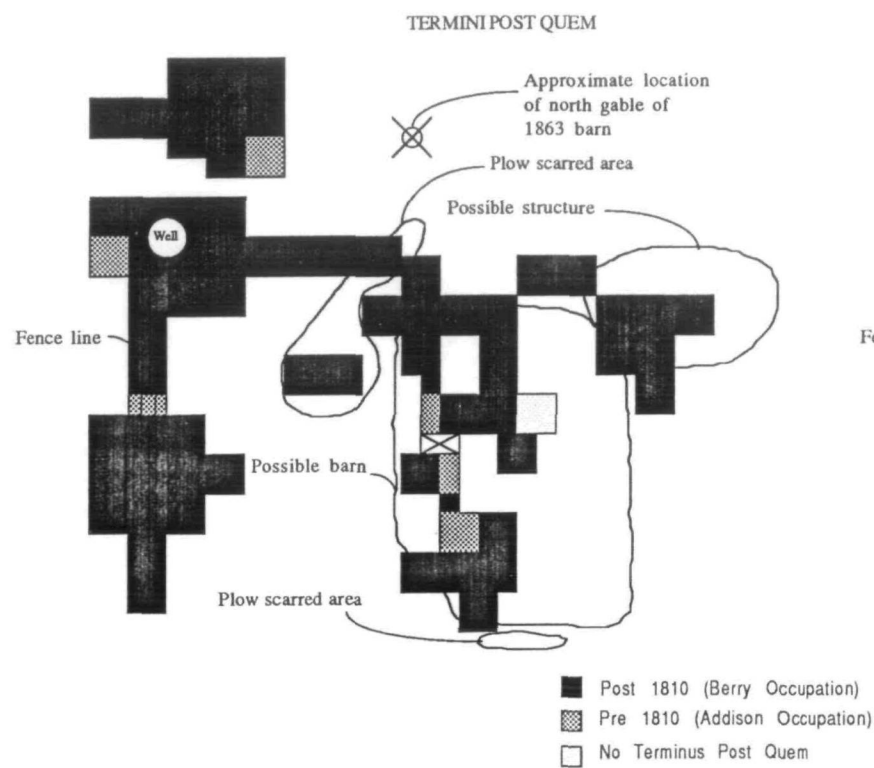 TERMINI POST QUEM
Approximate location
of north gable of
1863 barn
Plow scarred area
Possible structure
Well
Fence line
Fe
Possible barn
Plow scarred area
Post 1810 (Berry Occupation)
Pre 1810 (Addison Occupation)
No Terminus Post Quem